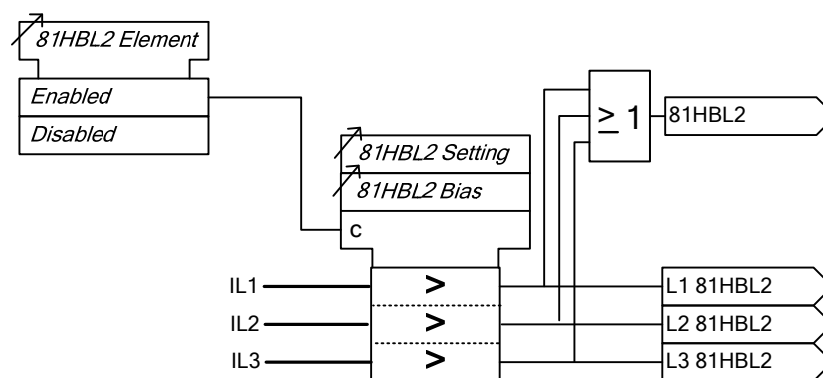 81HBL2 Element
Enabled
Disabled
81HBL2 Setting
81HBL2 Bias
c
≥ 1
81HBL2
IL1
>
L1 81HBL2
IL2
>
L2 81HBL2
IL3
>
L3 81HBL2